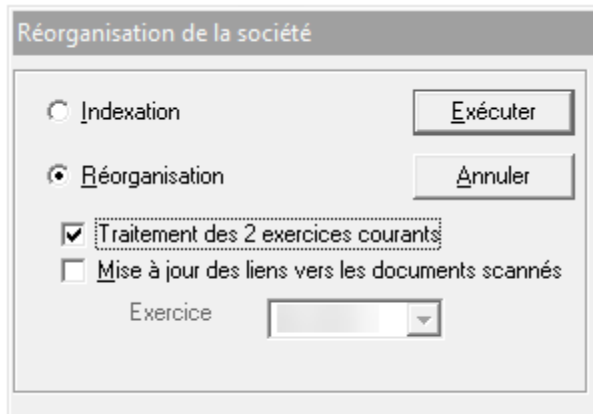 Réorganisation de la société
Indexation
Exécuter
Réorganisation
Annuler
Traitement des 2 exercices courants
Mise à jour des liens vers les documents scannés
Exercice